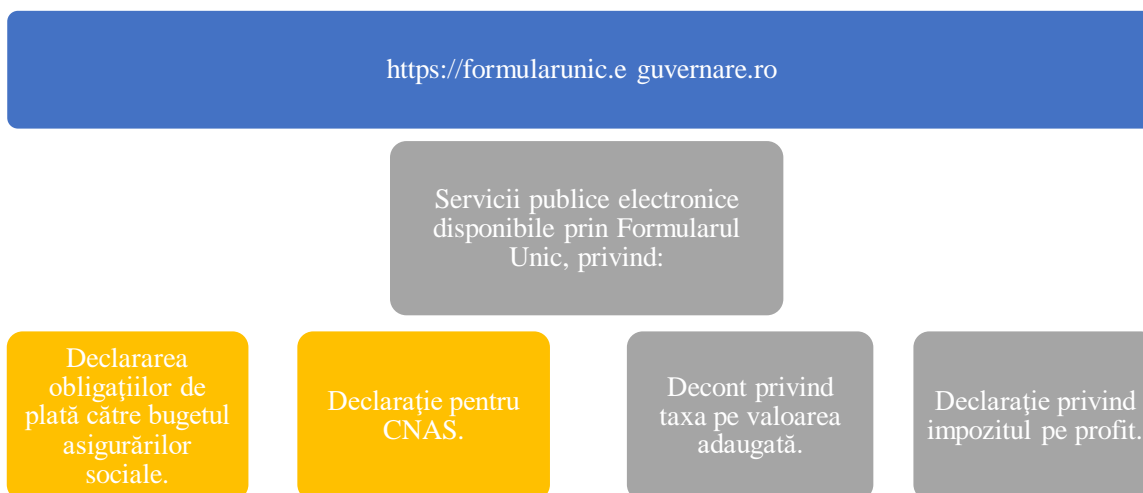 https://formularunic.e guvernare.ro
Servicii publice electronice
disponibile prin Formularul
Unic, privind:
Declararea
obligaţiilor de
plată către bugetul
asigurărilor
sociale.
Declaraţie pentru
CNAS.
Decont privind
taxa pe valoarea
adaugată.
Declaraţie privind
impozitul pe profit.